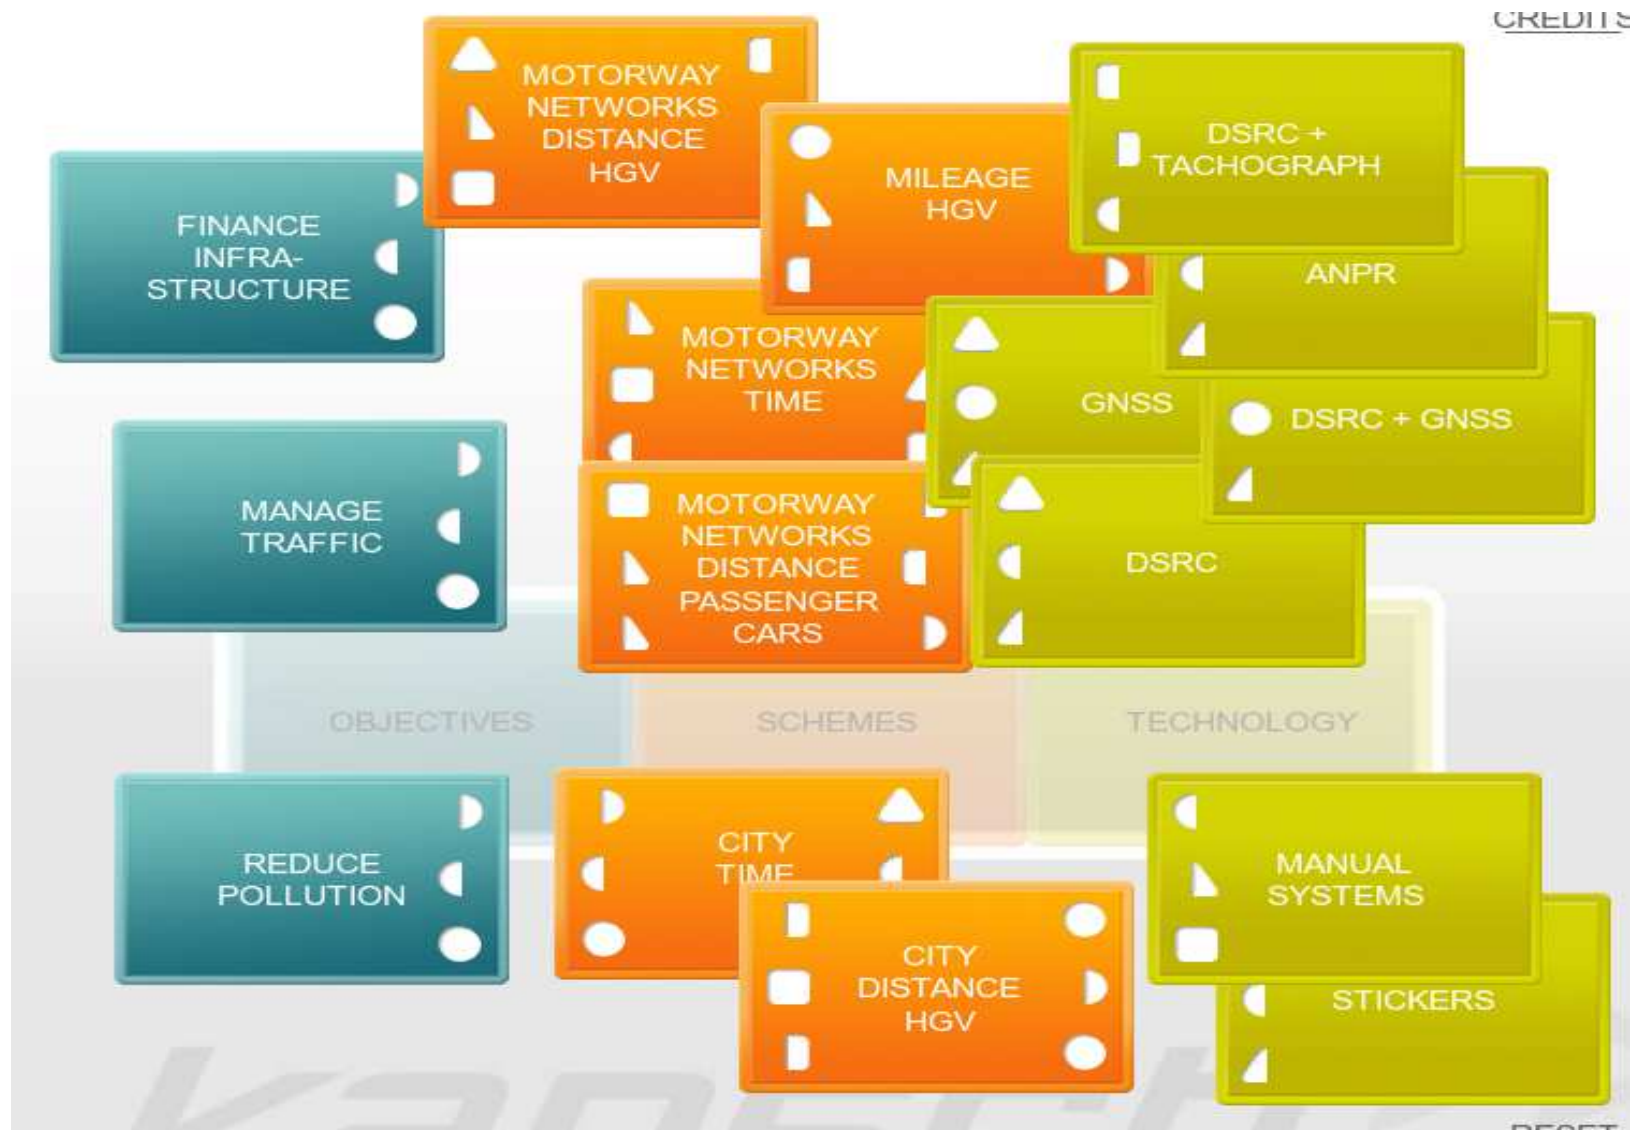 CREDITS
MOTORWAY
NETWORKS
DISTANCE
HGV
DSRC +
TACHOGRAPH
MILEAGE
HGV
FINANCE
INFRA-
STRUCTURE
ANPR
MOTORWAY
NETWORKS
TIME
GNSS
DSRC + GNSS
MANAGE
TRAFFIC
MOTORWAY
NETWORKS
DISTANCE
PASSENGER
CARS
DSRC
OBJECTIVES
SCHEMES
TECHNOLOGY
REDUCE
POLLUTION
CITY
TIME
MANUAL
SYSTEMS
CITY
DISTANCE
HGV
STICKERS
RESET